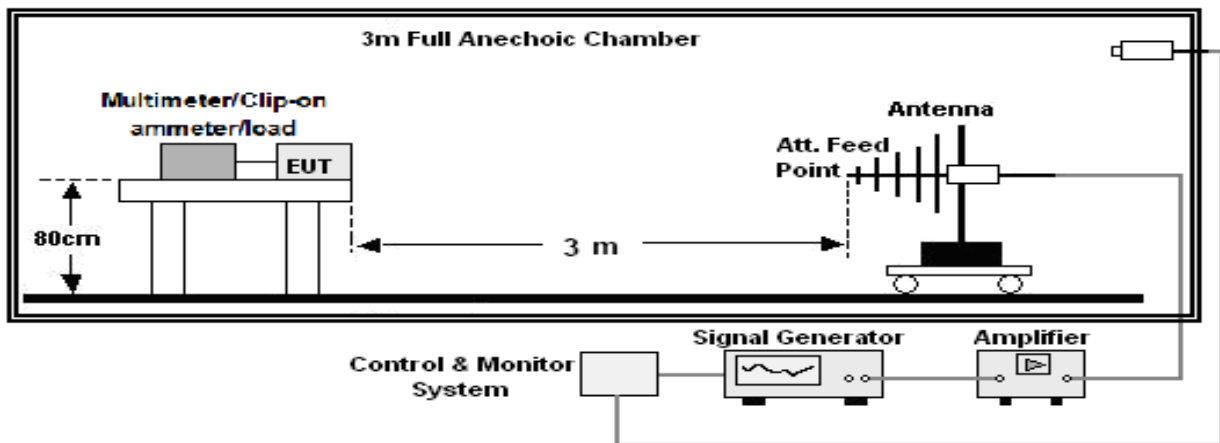 3m Full Anechoic Chamber
Multimeter/Clip-on
ammeter/load
EUT
80cm
3 m
Antenna
Att. Feed
Point
Signal Generator
Amplifier
Control & Monitor
System